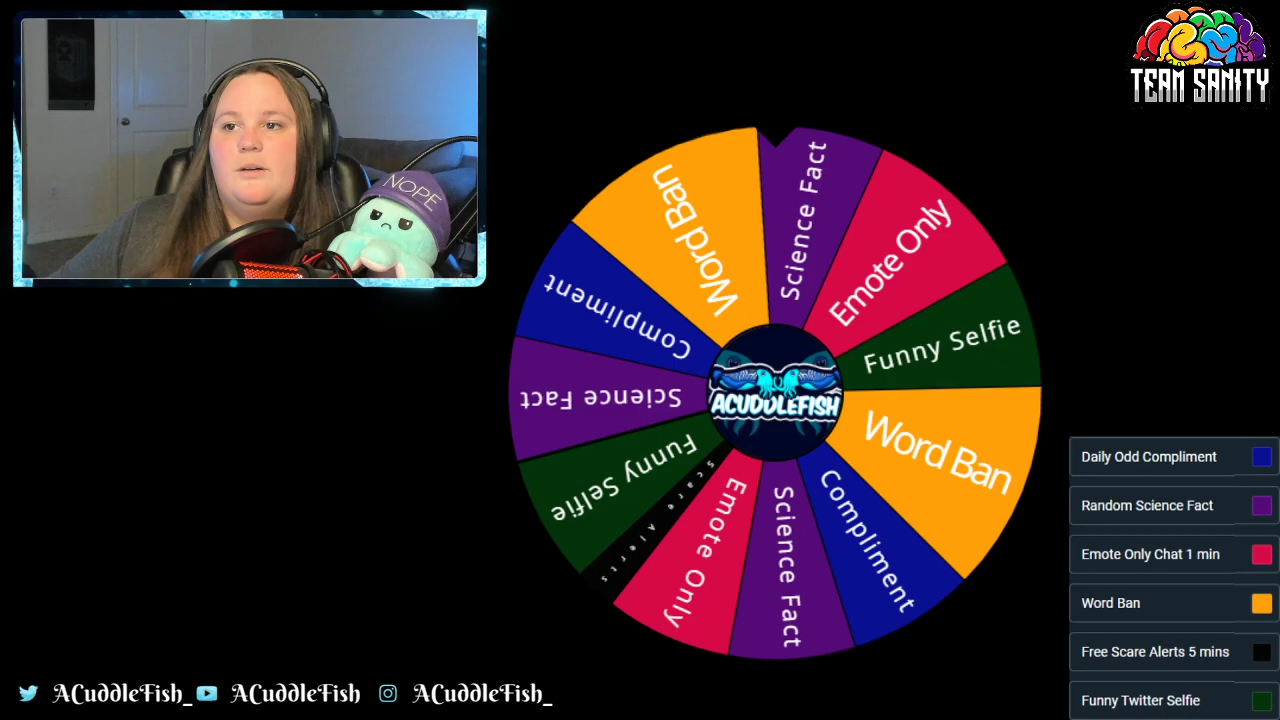 NOPE
TEAM SANITY
Science Fact
Emote Only
Funny Selfie
Word Ban
Compliment
Science Fact
Emote Only
Scare Alerts
Funny Selfie
Science Fact
Compliment
Word Ban
ACUDDLEFISH
Daily Odd Compliment
Random Science Fact
Emote Only Chat 1 min
Word Ban
Free Scare Alerts 5 mins
Funny Twitter Selfie
ACuddleFish_ ACuddleFish ACuddleFish_